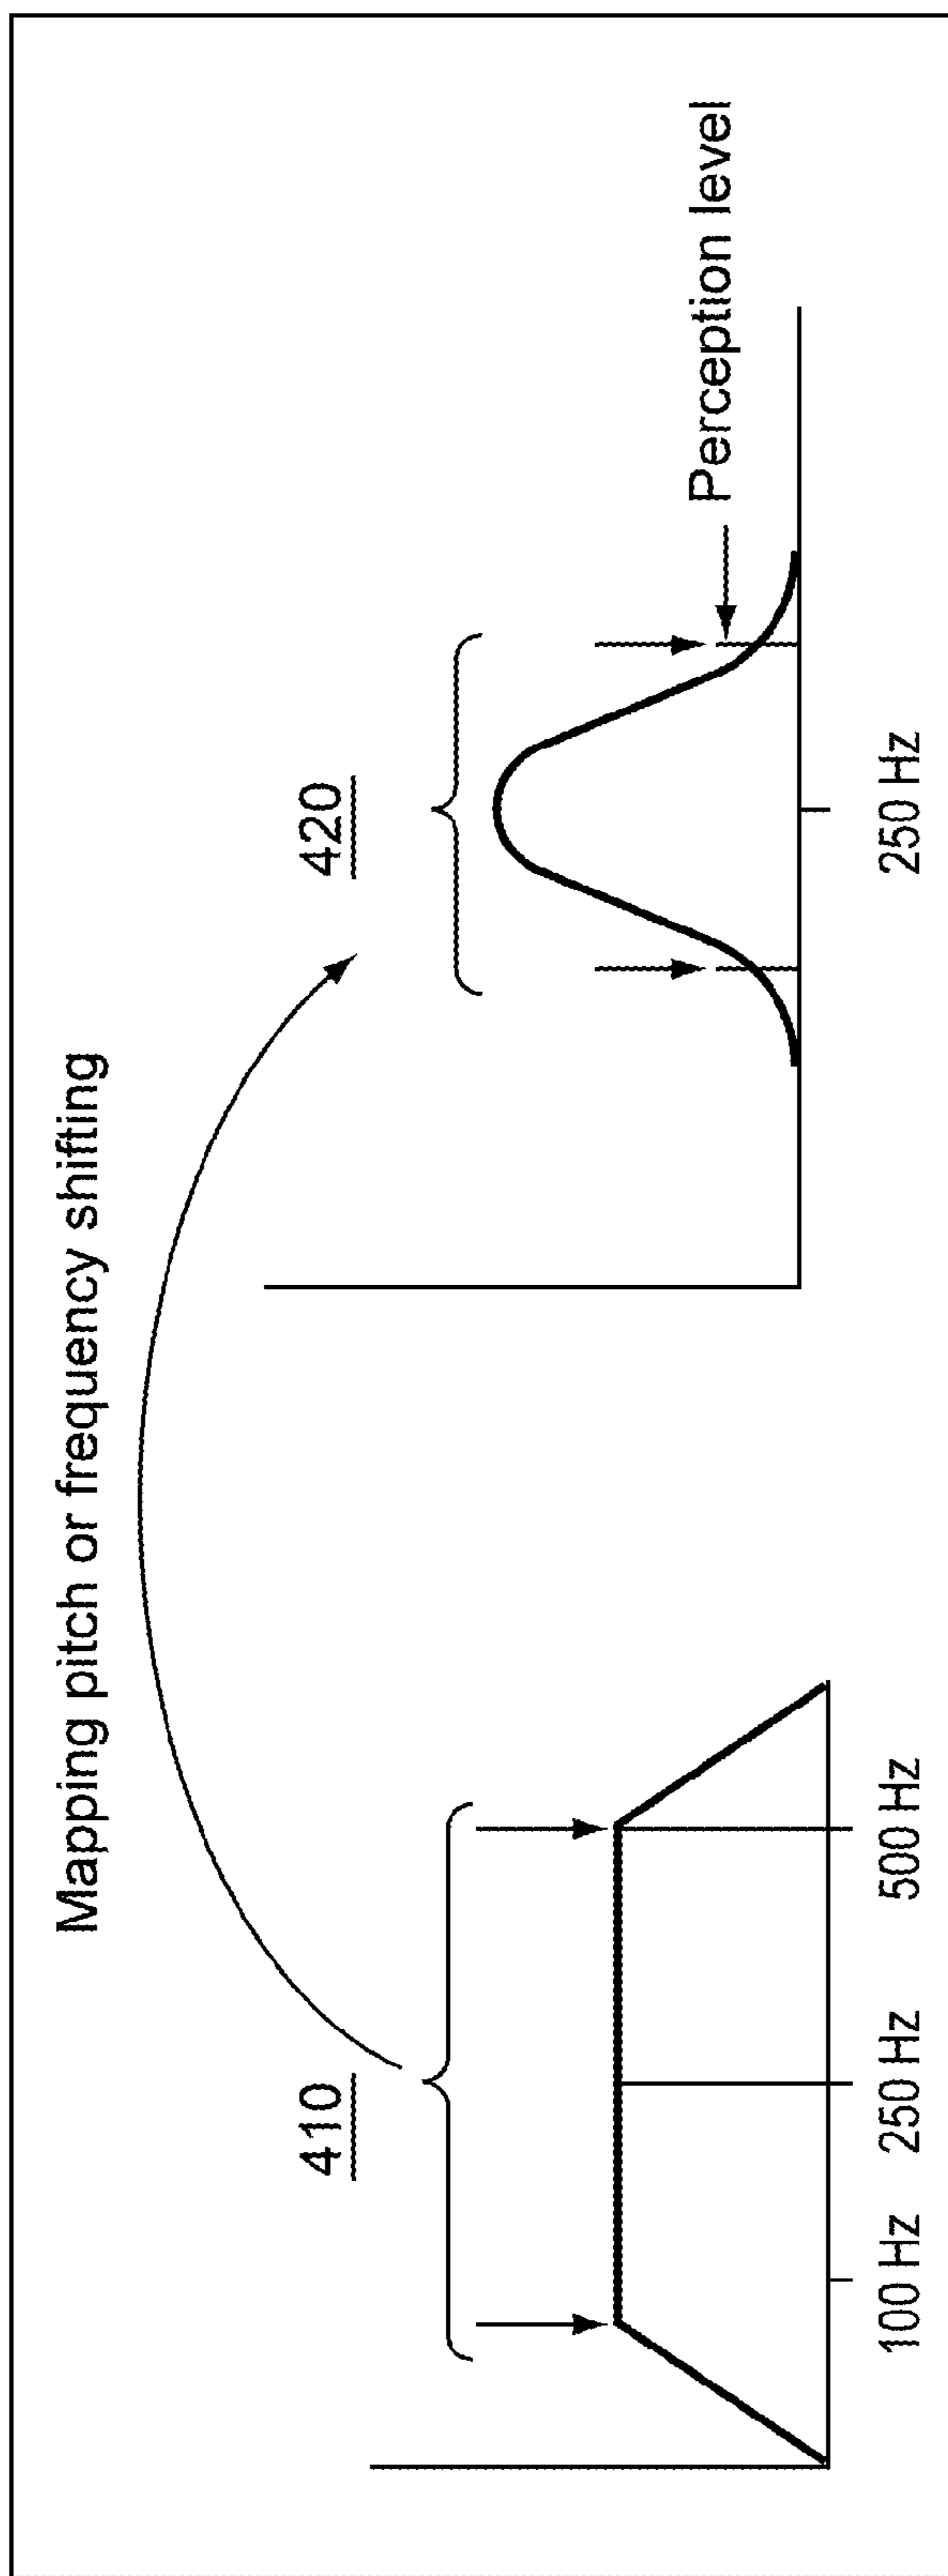 Mapping pitch or frequency shifting
410
420
Perception level
100 Hz
250 Hz
500 Hz
250 Hz